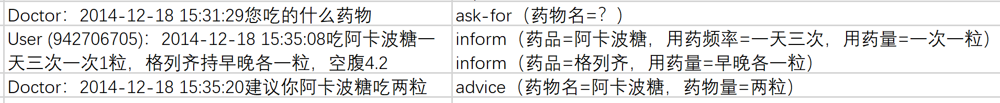 Doctor：2014-12-18 15:31:29您吃的什么药物
ask-for（药物名=？）
User (942706705)：2014-12-18 15:35:08吃阿卡波糖一
天三次一次1粒，格列齐持早晚各一粒，空腹4.2
inform（药品=阿卡波糖，用药频率=一天三次，用药量=一次一粒）
inform（药品=格列齐，用药量=早晚各一粒）
Doctor：2014-12-18 15:35:20建议你阿卡波糖吃两粒
advice（药物名=阿卡波糖，药物量=两粒）